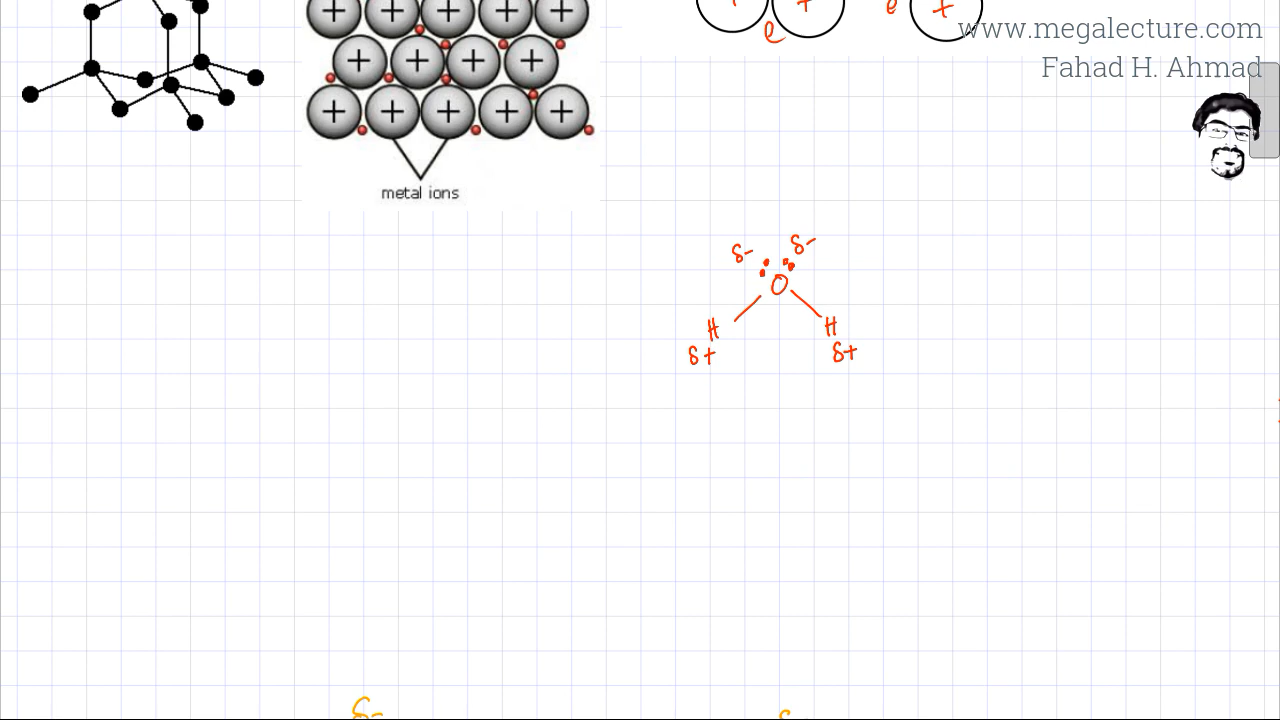 + + + + +
+ + e e +
www.megalecture.com
Fahad H. Ahmad
+ + + +
+ + + + +
metal ions
δ- δ-
O
H H
δ+ δ+
δ-